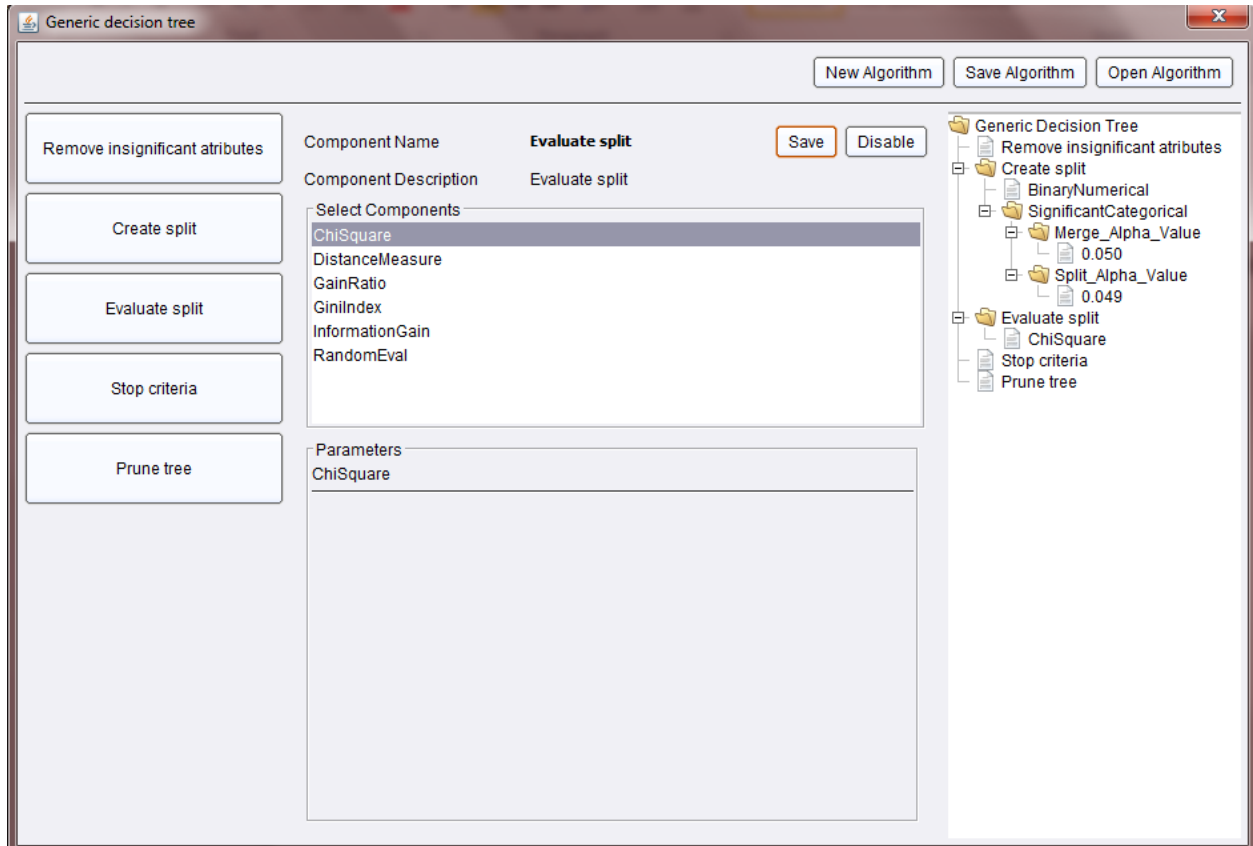 Generic decision tree
New Algorithm Save Algorithm Open Algorithm
Remove insignificant atributes
Create split
Evaluate split
Stop criteria
Prune tree
Component Name Evaluate split Save Disable
Component Description Evaluate split
Select Components
ChiSquare
DistanceMeasure
GainRatio
GiniIndex
InformationGain
RandomEval
Parameters
ChiSquare
Generic Decision Tree
Remove insignificant atributes
Create split
BinaryNumerical
SignificantCategorical
Merge_Alpha_Value
0.050
Split_Alpha_Value
0.049
Evaluate split
ChiSquare
Stop criteria
Prune tree